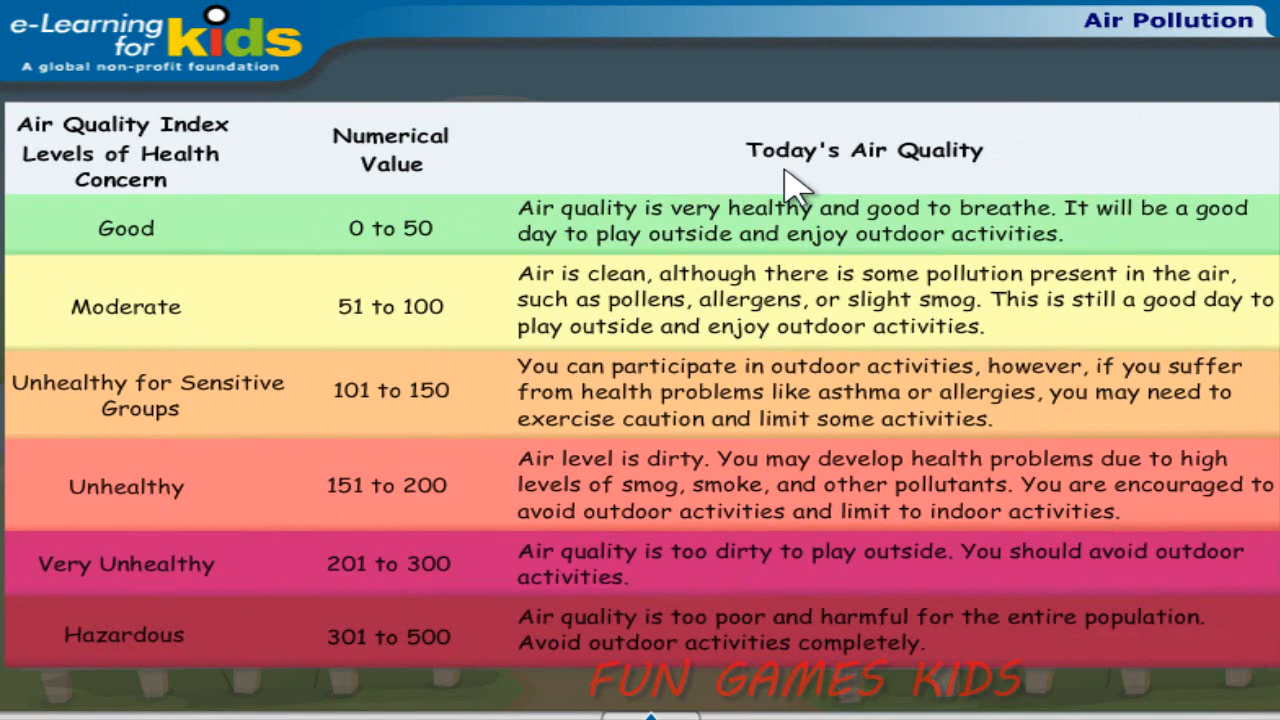 e-Learning
for kids
A global non-profit foundation
Air Pollution
Air Quality Index
Levels of Health
Concern
Numerical
Value
Today's Air Quality
Good
0 to 50
Air quality is very healthy and good to breathe. It will be a good
day to play outside and enjoy outdoor activities.
Moderate
51 to 100
Air is clean, although there is some pollution present in the air,
such as pollens, allergens, or slight smog. This is still a good day to
play outside and enjoy outdoor activities.
Unhealthy for Sensitive
Groups
101 to 150
You can participate in outdoor activities, however, if you suffer
from health problems like asthma or allergies, you may need to
exercise caution and limit some activities.
Unhealthy
151 to 200
Air level is dirty. You may develop health problems due to high
levels of smog, smoke, and other pollutants. You are encouraged to
avoid outdoor activities and limit to indoor activities.
Very Unhealthy
201 to 300
Air quality is too dirty to play outside. You should avoid outdoor
activities.
Hazardous
301 to 500
Air quality is too poor and harmful for the entire population.
Avoid outdoor activities completely.
FUN GAMES KIDS